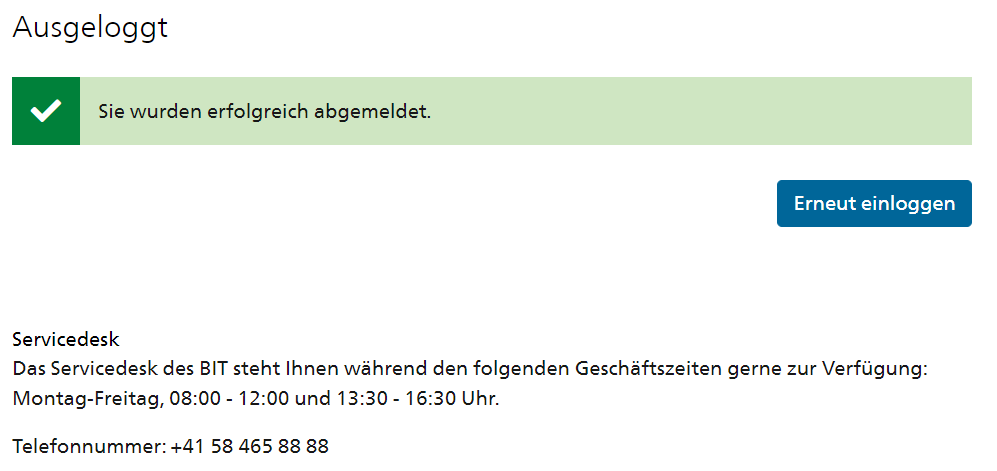 Ausgeloggt
Sie wurden erfolgreich abgemeldet.
Erneut einloggen
Servicedesk
Das Servicedesk des BIT steht Ihnen während den folgenden Geschäftszeiten gerne zur Verfügung:
Montag-Freitag, 08:00 - 12:00 und 13:30 - 16:30 Uhr.
Telefonnummer: +41 58 465 88 88